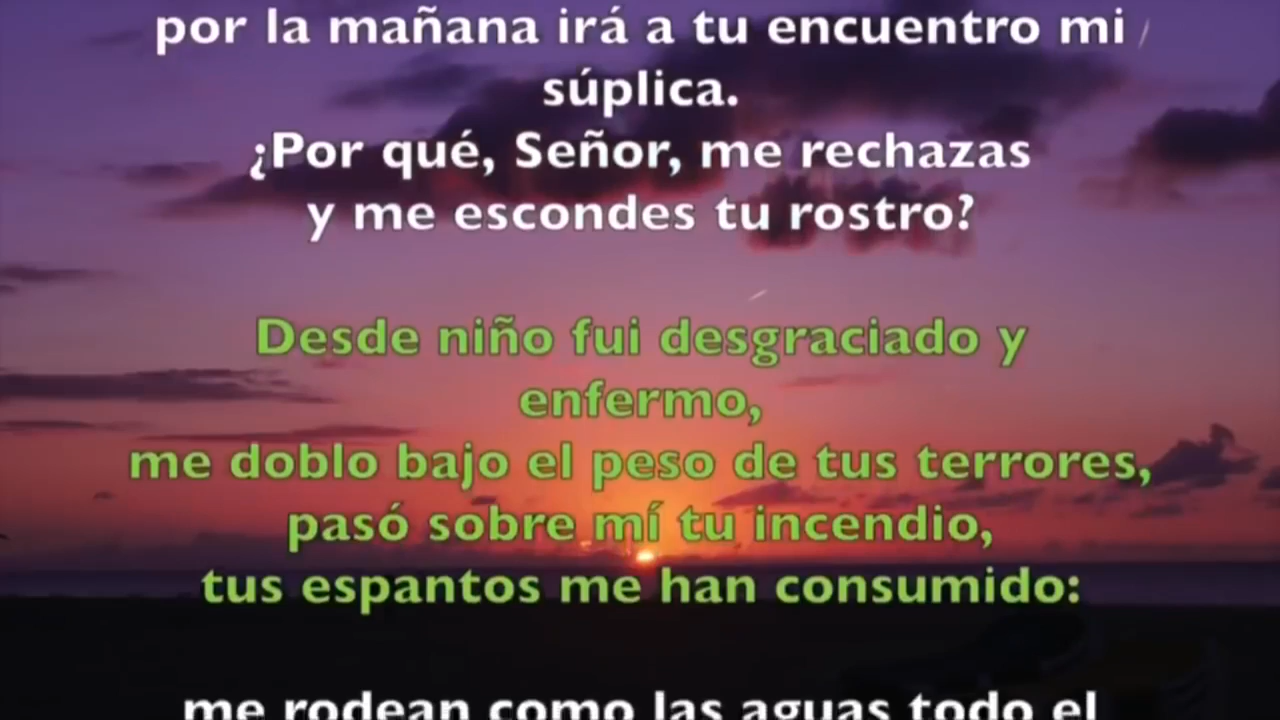 por la mañana irá a tu encuentro mi
súplica.
¿Por qué, Señor, me rechazas
y me escondes tu rostro?
Desde niño fui desgraciado y
enfermo,
me doblo bajo el peso de tus terrores,
pasó sobre mí tu incendio,
tus espantos me han consumido:
me rodean como las aguas todo el